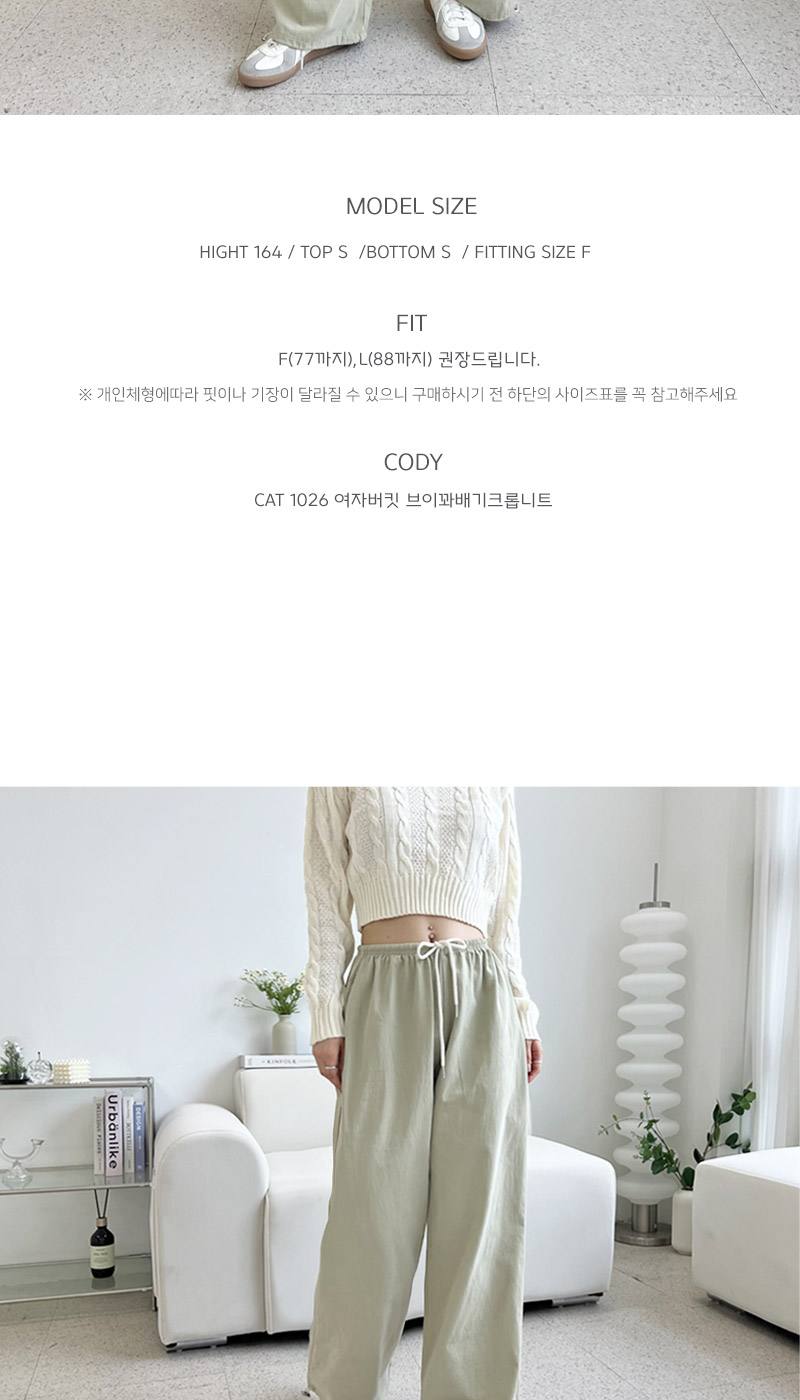 MODEL SIZE
HIGHT 164 / TOP S /BOTTOM S / FITTING SIZE F
FIT
F(77까지),L(88까지) 권장드립니다.
※ 개인체형에따라 핏이나 기장이 달라질 수 있으니 구매하시기 전 하단의 사이즈표를 꼭 참고해주세요
CODY
CAT 1026 여자버킷 브이꽈배기크롭니트
KINFOLK
Urbänlike
DESIGN